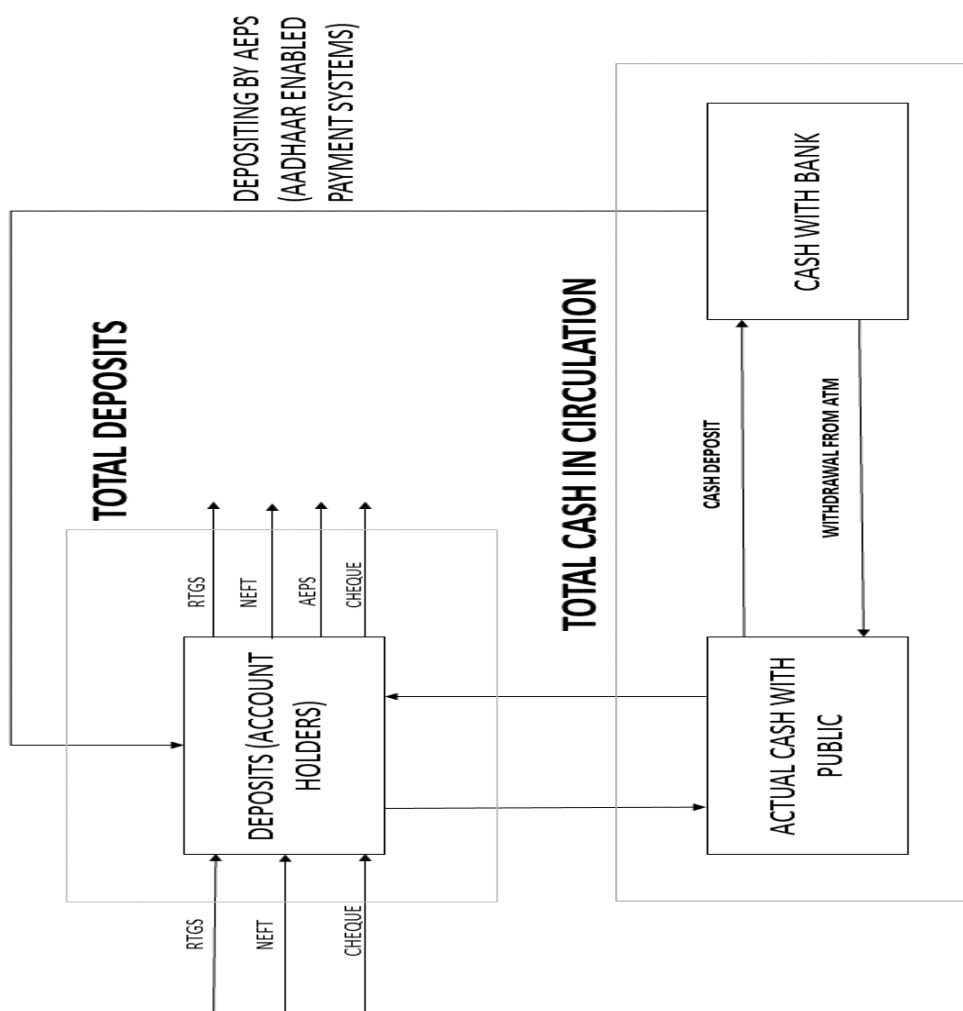 DEPOSITING BY AEPS
(AADHAAR ENABLED
PAYMENT SYSTEMS)
TOTAL DEPOSITS
RTGS
NEFT
CHEQUE
DEPOSITS (ACCOUNT
HOLDERS)
RTGS
NEFT
AEPS
CHEQUE
TOTAL CASH IN CIRCULATION
ACTUAL CASH WITH
PUBLIC
CASH DEPOSIT
WITHDRAWAL FROM ATM
CASH WITH BANK